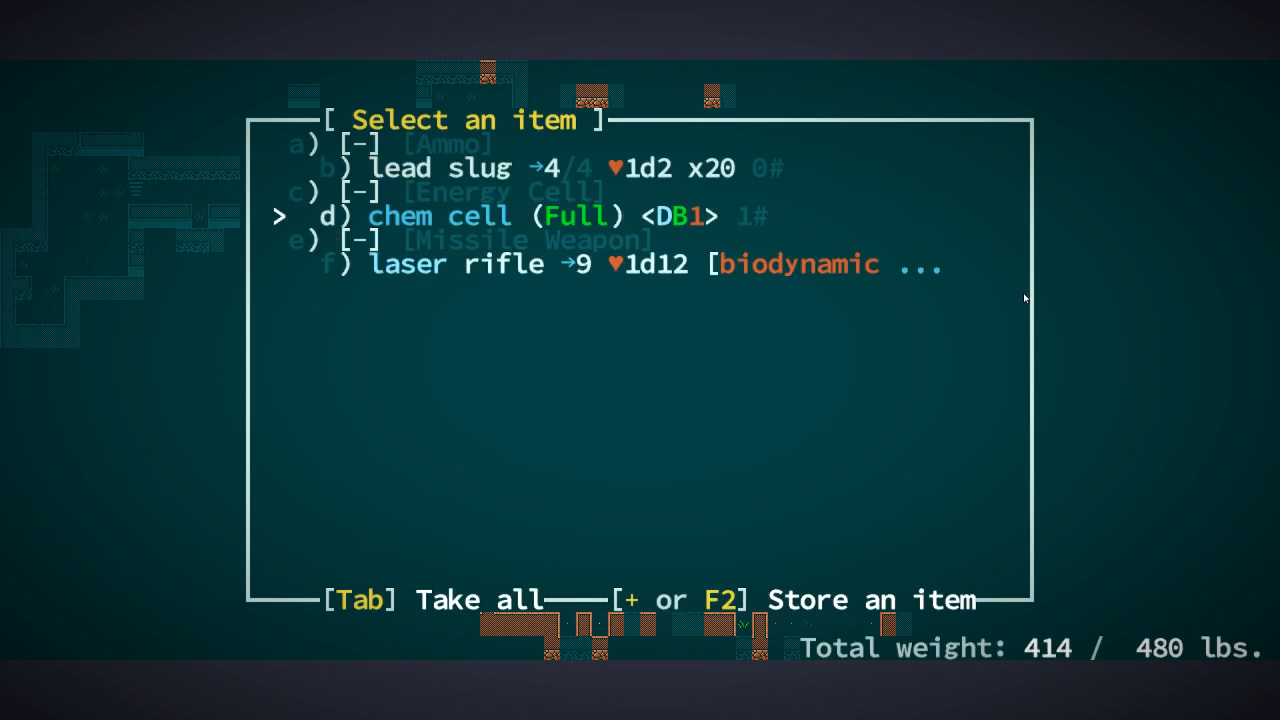 [ Select an item ]
a) [-] [Ammo]
b) lead slug →4/4 ♥1d2 x20 0#
c) [-] [Energy Cell]
> d) chem cell (Full) <DB1> 1#
e) [-] [Missile Weapon]
f) laser rifle →9 ♥1d12 [biodynamic ...
[Tab] Take all [+ or F2] Store an item
Total weight: 414 / 480 lbs.